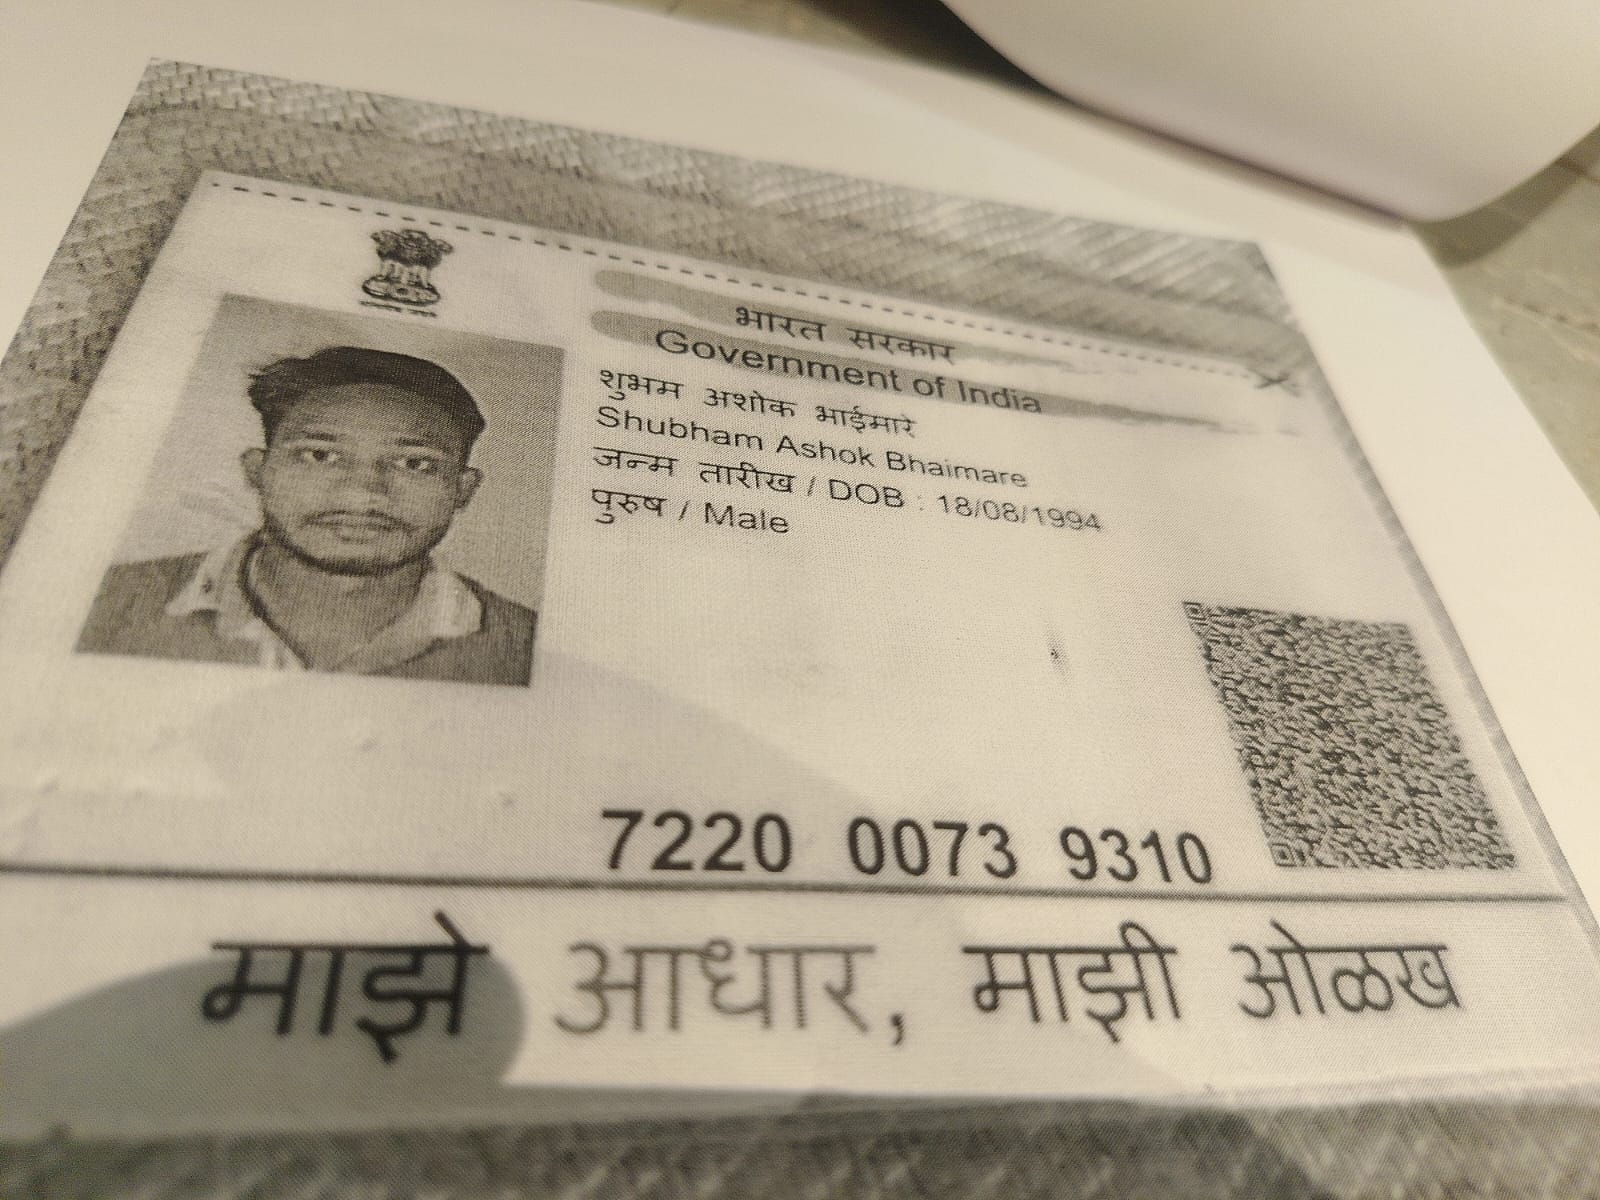 भारत सरकार
Government of India
शुभम अशोक भाईमारे
Shubham Ashok Bhaimare
जन्म तारीख / DOB : 18/08/1994
पुरुष / Male
7220 0073 9310
माझे आधार, माझी ओळख